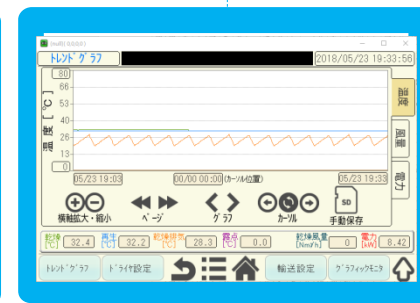 ﾄﾚﾝﾄﾞｸﾞﾗﾌ
2018/05/23 19:33:56
温度[℃]
80
66
53
40
26
13
0
05/23 19:03
00/00 00:00(ｶｰｿﾙ位置)
05/23 19:33
温度
風量
電力
横軸拡大・縮小
ﾍﾟｰｼﾞ
ｸﾞﾗﾌ
ｶｰｿﾙ
SD
手動保存
乾燥[℃] 32.4
再生[℃] 32.2
乾燥排気[℃] 28.3
露点[℃] 0.0
乾燥風量[Nm³/h] 0
電力[kW] 8.42
ﾄﾚﾝﾄﾞｸﾞﾗﾌ
ﾄﾞﾗｲﾔ設定
輸送設定
ｸﾞﾗﾌｨｯｸﾓﾆﾀ